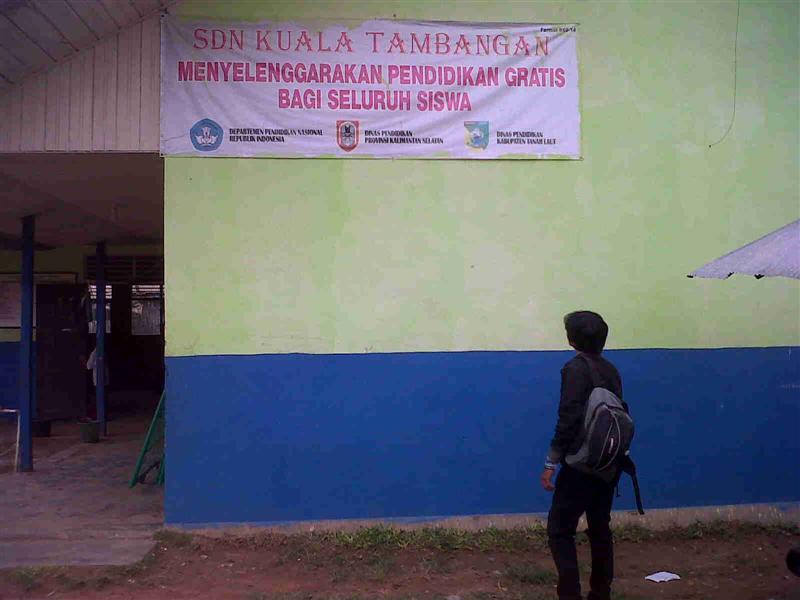 SDN KUALA TAMBANGAN
MENYELENGGARAKAN PENDIDIKAN GRATIS
BAGI SELURUH SISWA
DEPARTEMEN PENDIDIKAN NASIONAL
REPUBLIK INDONESIA
DINAS PENDIDIKAN
PROVINSI KALIMANTAN SELATAN
DINAS PENDIDIKAN
KABUPATEN TANAH LAUT